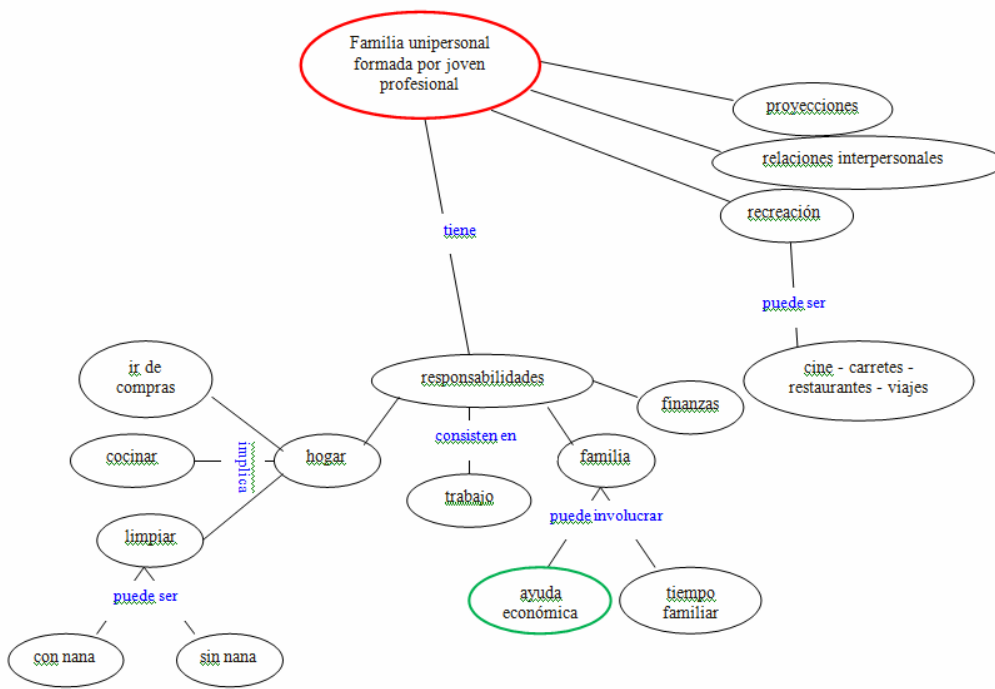 Familia unipersonal
formada por joven
profesional
proyecciones
relaciones interpersonales
recreación
tiene
puede ser
cine - carretes -
restaurantes - viajes
ir de
compras
responsabilidades
finanzas
consisten en
cocinar
implica
hogar
familia
trabajo
puede involucrar
limpiar
puede ser
ayuda
económica
tiempo
familiar
con nana
sin nana